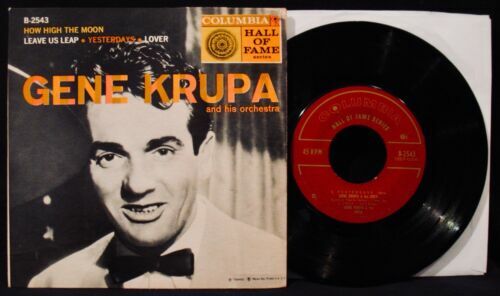 B-2543
HOW HIGH THE MOON
LEAVE US LEAP • YESTERDAYS • LOVER
COLUMBIA
HALL
OF
FAME
series
GENE KRUPA
and his orchestra
COLUMBIA
HALL OF FAME SERIES
45 RPM
B-2543